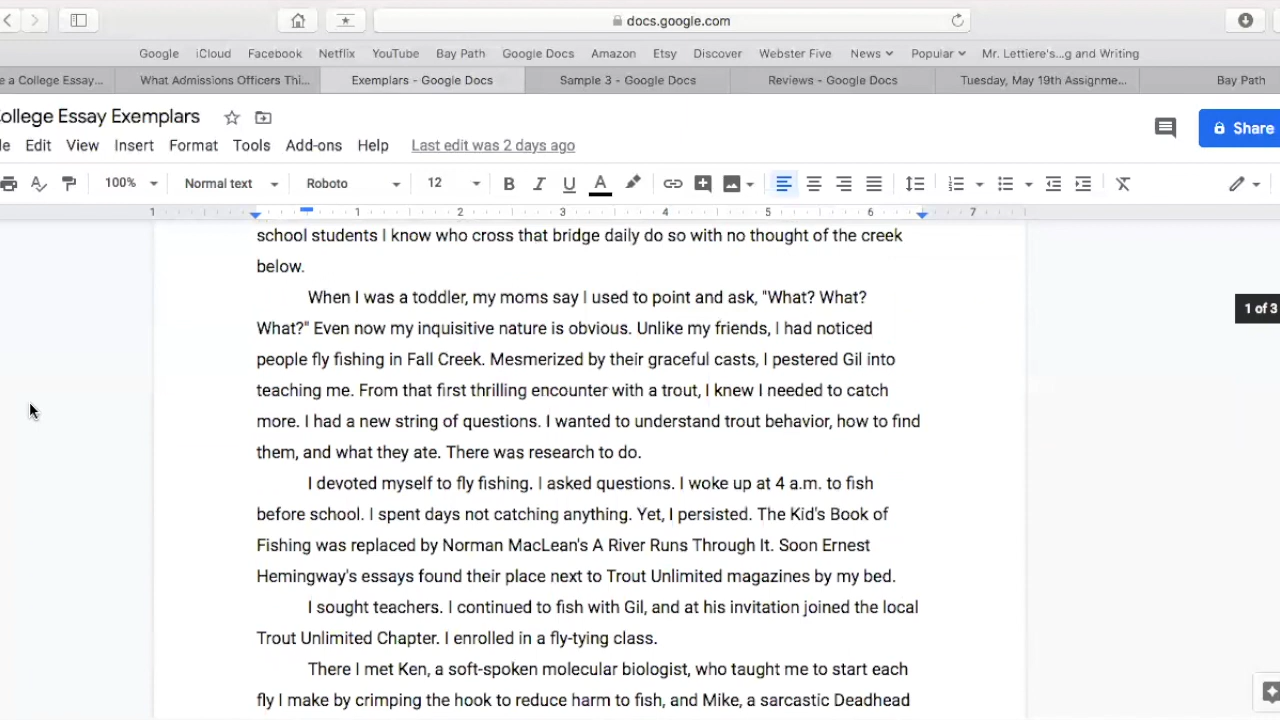 docs.google.com
Google iCloud Facebook Netflix YouTube Bay Path Google Docs Amazon Etsy Discover Webster Five News Popular Mr. Lettiere's...g and Writing
e a College Essay... What Admissions Officers Thi... Exemplars - Google Docs Sample 3 - Google Docs Reviews - Google Docs Tuesday, May 19th Assignme... Bay Path
ollege Essay Exemplars
Share
le Edit View Insert Format Tools Add-ons Help Last edit was 2 days ago
100% Normal text Roboto 12 B I U A
1 1 2 3 4 5 6 7
school students I know who cross that bridge daily do so with no thought of the creek
below.
When I was a toddler, my moms say I used to point and ask, "What? What?
What?" Even now my inquisitive nature is obvious. Unlike my friends, I had noticed
people fly fishing in Fall Creek. Mesmerized by their graceful casts, I pestered Gil into
teaching me. From that first thrilling encounter with a trout, I knew I needed to catch
more. I had a new string of questions. I wanted to understand trout behavior, how to find
them, and what they ate. There was research to do.
I devoted myself to fly fishing. I asked questions. I woke up at 4 a.m. to fish
before school. I spent days not catching anything. Yet, I persisted. The Kid's Book of
Fishing was replaced by Norman MacLean's A River Runs Through It. Soon Ernest
Hemingway's essays found their place next to Trout Unlimited magazines by my bed.
I sought teachers. I continued to fish with Gil, and at his invitation joined the local
Trout Unlimited Chapter. I enrolled in a fly-tying class.
There I met Ken, a soft-spoken molecular biologist, who taught me to start each
fly I make by crimping the hook to reduce harm to fish, and Mike, a sarcastic Deadhead
1 of 3